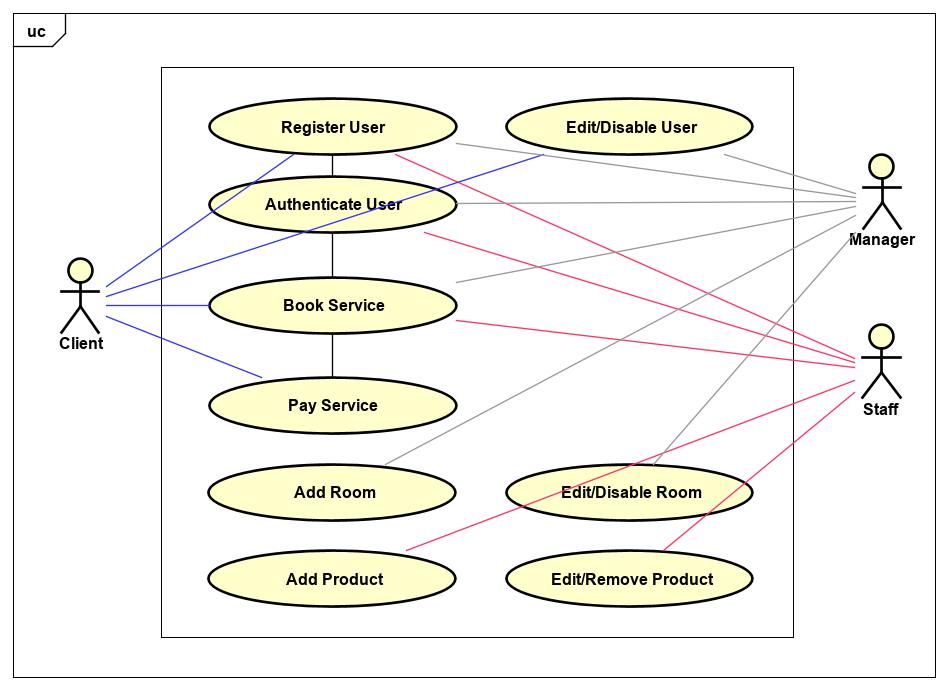 uc
Register User
Edit/Disable User
Authenticate User
Manager
Book Service
Client
Pay Service
Staff
Add Room
Edit/Disable Room
Add Product
Edit/Remove Product